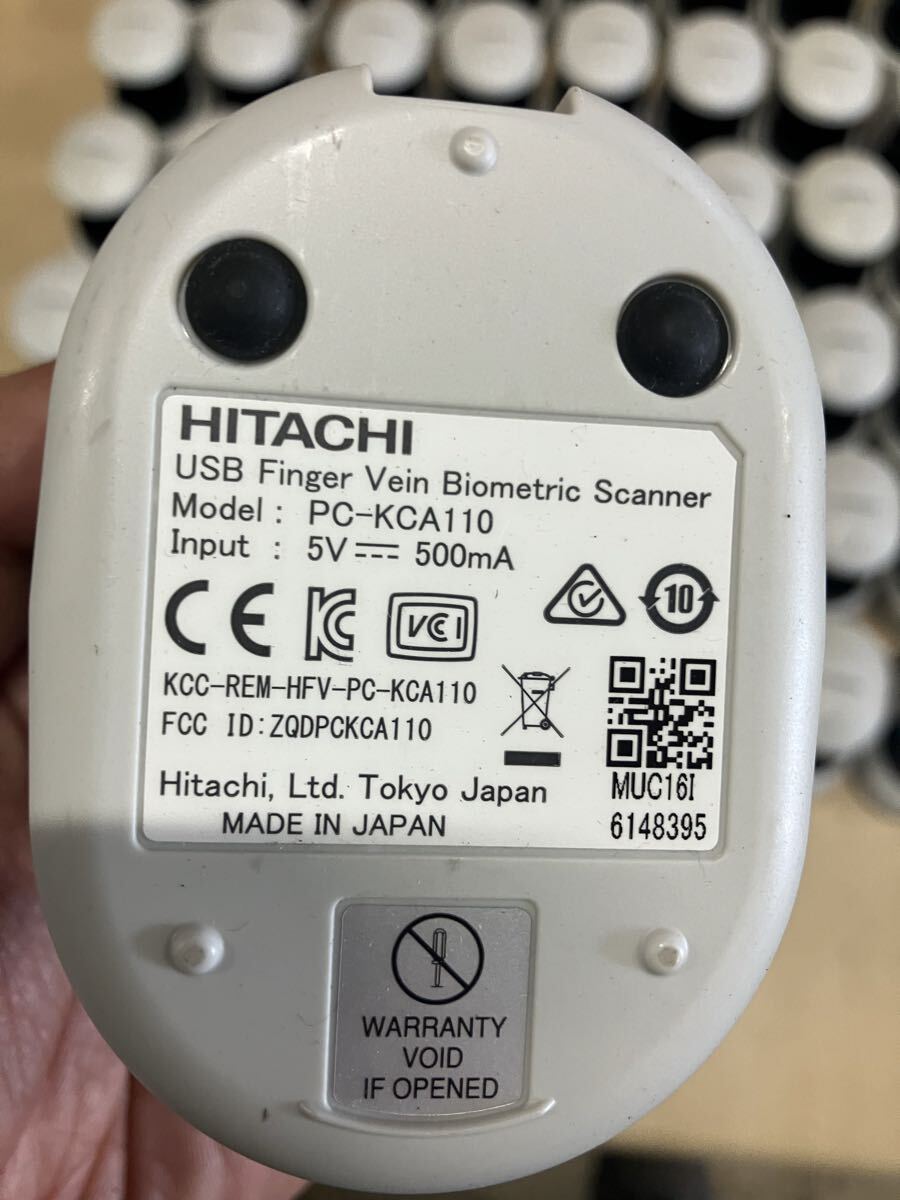 HITACHI
USB Finger Vein Biometric Scanner
Model : PC-KCA110
Input : 5V⎓ 500mA
CE KC VCI 10
KCC-REM-HFV-PC-KCA110
FCC ID:ZQDPCKCA110
Hitachi, Ltd. Tokyo Japan
MADE IN JAPAN
MUC16I
6148395
WARRANTY
VOID
IF OPENED